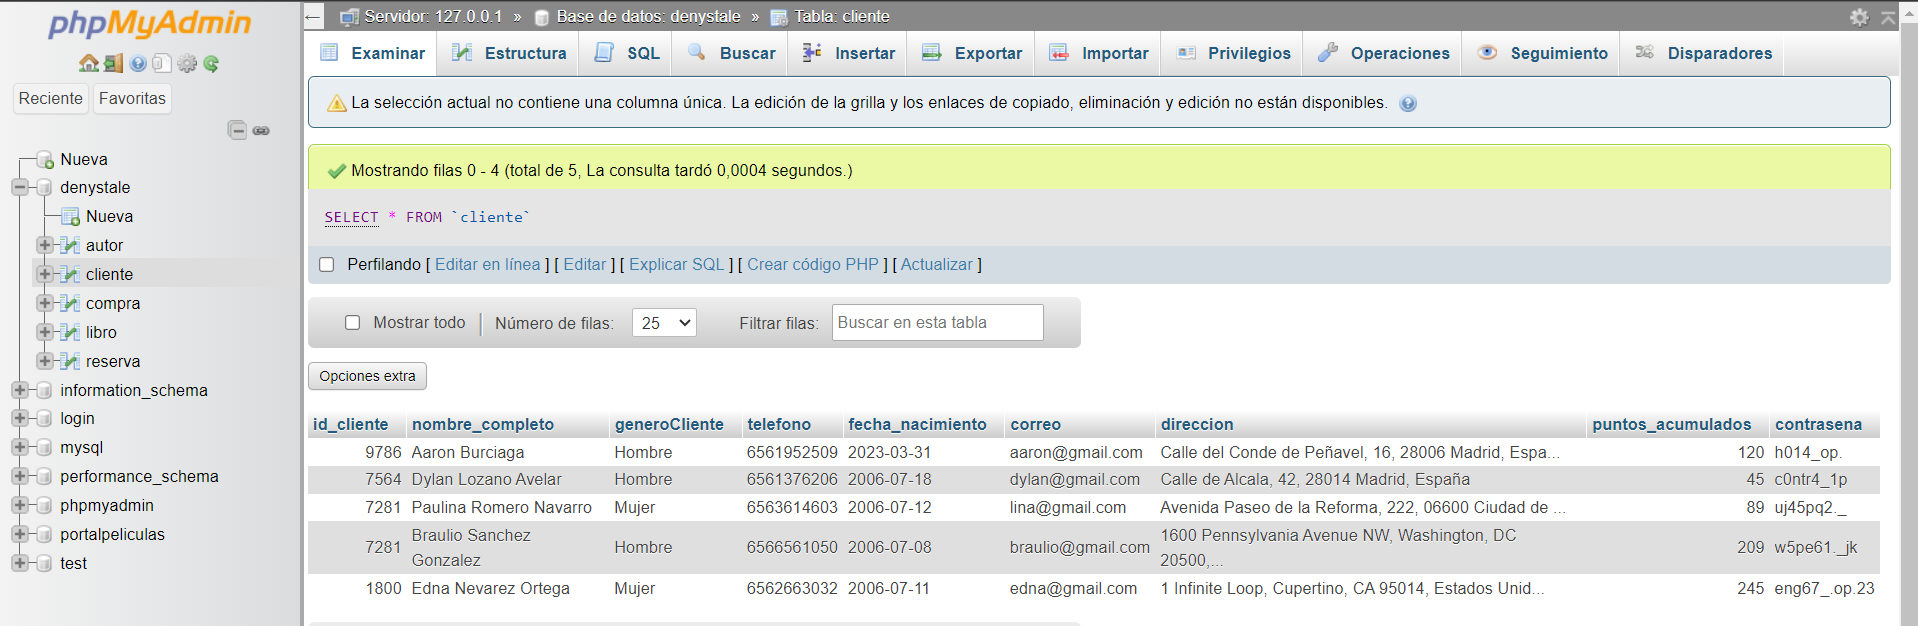 phpMyAdmin
Reciente Favoritas
Nueva
denystale
Nueva
autor
cliente
compra
libro
reserva
information_schema
login
mysql
performance_schema
phpmyadmin
portalpeliculas
test
← Servidor: 127.0.0.1 » Base de datos: denystale » Tabla: cliente
Examinar Estructura SQL Buscar Insertar Exportar Importar Privilegios Operaciones Seguimiento Disparadores
La selección actual no contiene una columna única. La edición de la grilla y los enlaces de copiado, eliminación y edición no están disponibles.
Mostrando filas 0 - 4 (total de 5, La consulta tardó 0,0004 segundos.)
SELECT * FROM `cliente`
Perfilando [ Editar en línea ] [ Editar ] [ Explicar SQL ] [ Crear código PHP ] [ Actualizar ]
Mostrar todo | Número de filas: 25 Filtrar filas: Buscar en esta tabla
Opciones extra
id_cliente nombre_completo generoCliente telefono fecha_nacimiento correo direccion puntos_acumulados contrasena
9786 Aaron Burciaga Hombre 6561952509 2023-03-31 aaron@gmail.com Calle del Conde de Peñavel, 16, 28006 Madrid, Espa... 120 h014_op.
7564 Dylan Lozano Avelar Hombre 6561376206 2006-07-18 dylan@gmail.com Calle de Alcala, 42, 28014 Madrid, España 45 c0ntr4_1p
7281 Paulina Romero Navarro Mujer 6563614603 2006-07-12 lina@gmail.com Avenida Paseo de la Reforma, 222, 06600 Ciudad de ... 89 uj45pq2._
7281 Braulio Sanchez Gonzalez Hombre 6566561050 2006-07-08 braulio@gmail.com 1600 Pennsylvania Avenue NW, Washington, DC 20500,... 209 w5pe61._jk
1800 Edna Nevarez Ortega Mujer 6562663032 2006-07-11 edna@gmail.com 1 Infinite Loop, Cupertino, CA 95014, Estados Unid... 245 eng67_.op.23